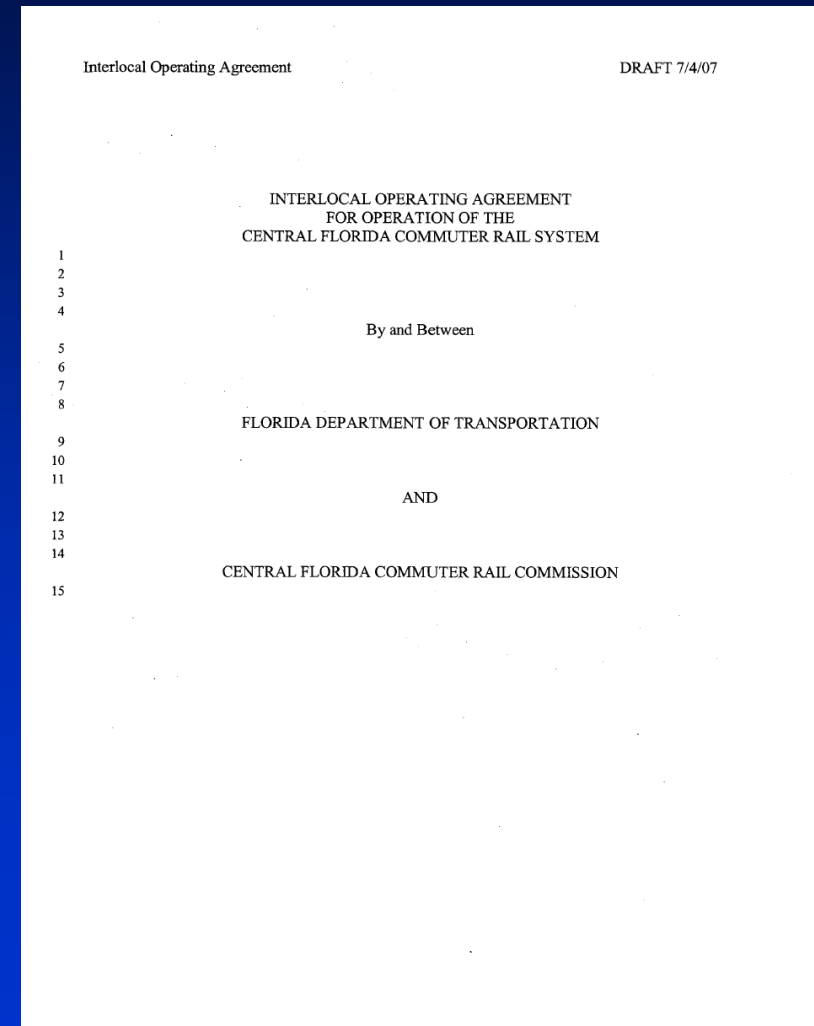 Interlocal Operating Agreement DRAFT 7/4/07
INTERLOCAL OPERATING AGREEMENT
FOR OPERATION OF THE
CENTRAL FLORIDA COMMUTER RAIL SYSTEM
1
2
3
4
By and Between
5
6
7
8
FLORIDA DEPARTMENT OF TRANSPORTATION
9
10
11
AND
12
13
14
CENTRAL FLORIDA COMMUTER RAIL COMMISSION
15